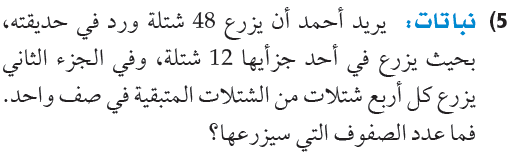 5) نباتات: يريد أحمد أن يزرع 48 شتلة ورد في حديقته،
بحيث يزرع في أحد جزأيها 12 شتلة، وفي الجزء الثاني
يزرع كل أربع شتلات من الشتلات المتبقية في صف واحد.
فما عدد الصفوف التي سيزرعها؟